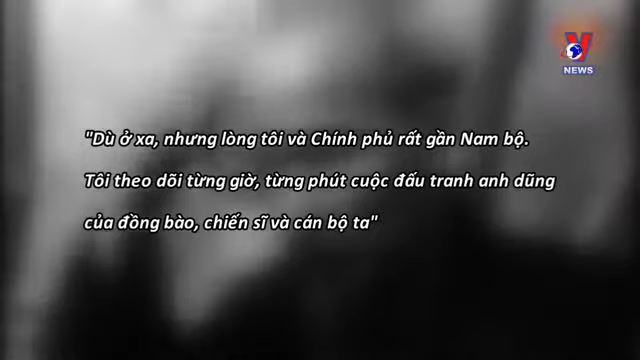 V
NEWS
"Dù ở xa, nhưng lòng tôi và Chính phủ rất gần Nam bộ.
Tôi theo dõi từng giờ, từng phút cuộc đấu tranh anh dũng
của đồng bào, chiến sĩ và cán bộ ta"